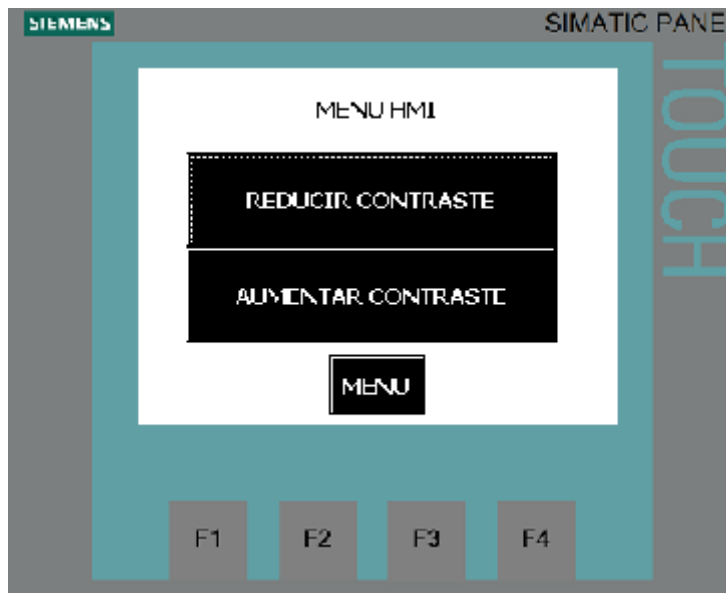 SIEMENS
SIMATIC PANE
TOUCH
MENU HMI
REDUCIR CONTRASTE
AUMENTAR CONTRASTE
MENU
F1 F2 F3 F4